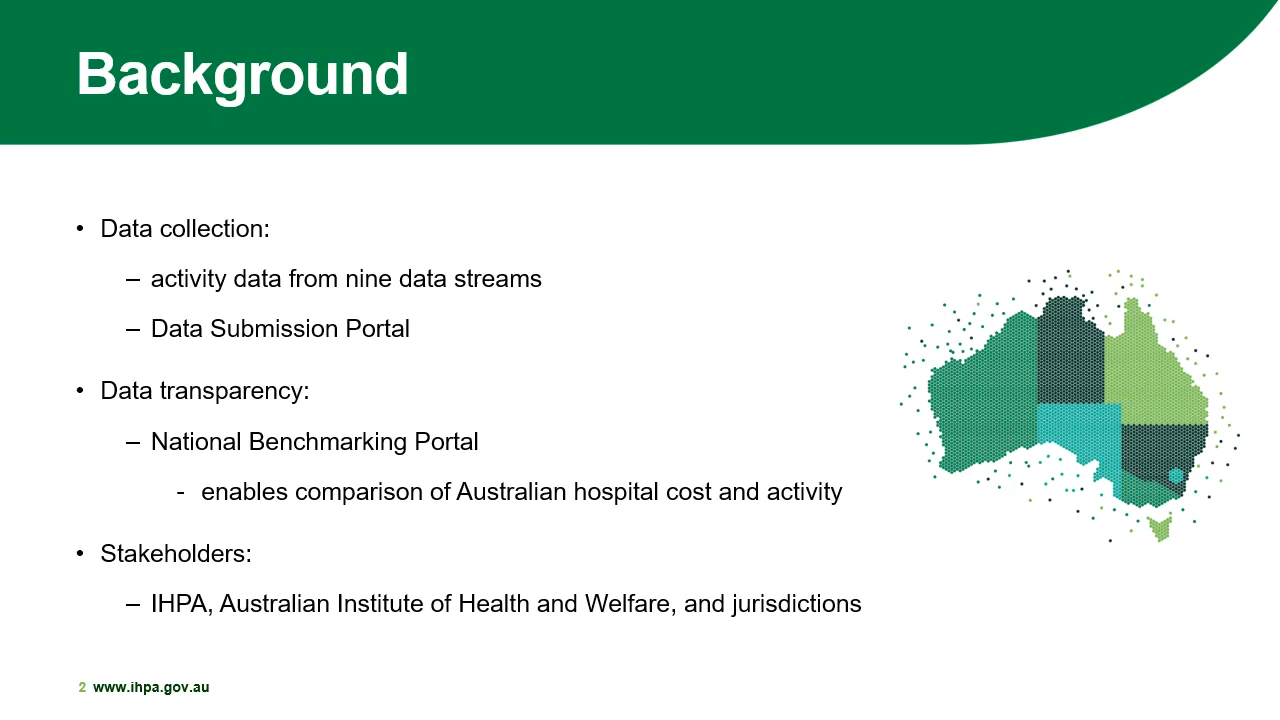 Background
• Data collection:
– activity data from nine data streams
– Data Submission Portal
• Data transparency:
– National Benchmarking Portal
- enables comparison of Australian hospital cost and activity
• Stakeholders:
– IHPA, Australian Institute of Health and Welfare, and jurisdictions
2 www.ihpa.gov.au